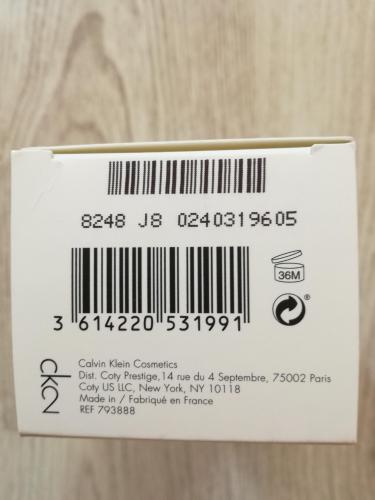 8248 J8 0240319605
36M
®
3 614220 531991
ck2
Calvin Klein Cosmetics
Dist. Coty Prestige,14 rue du 4 Septembre, 75002 Paris
Coty US LLC, New York, NY 10118
Made in / Fabriqué en France
REF 793888